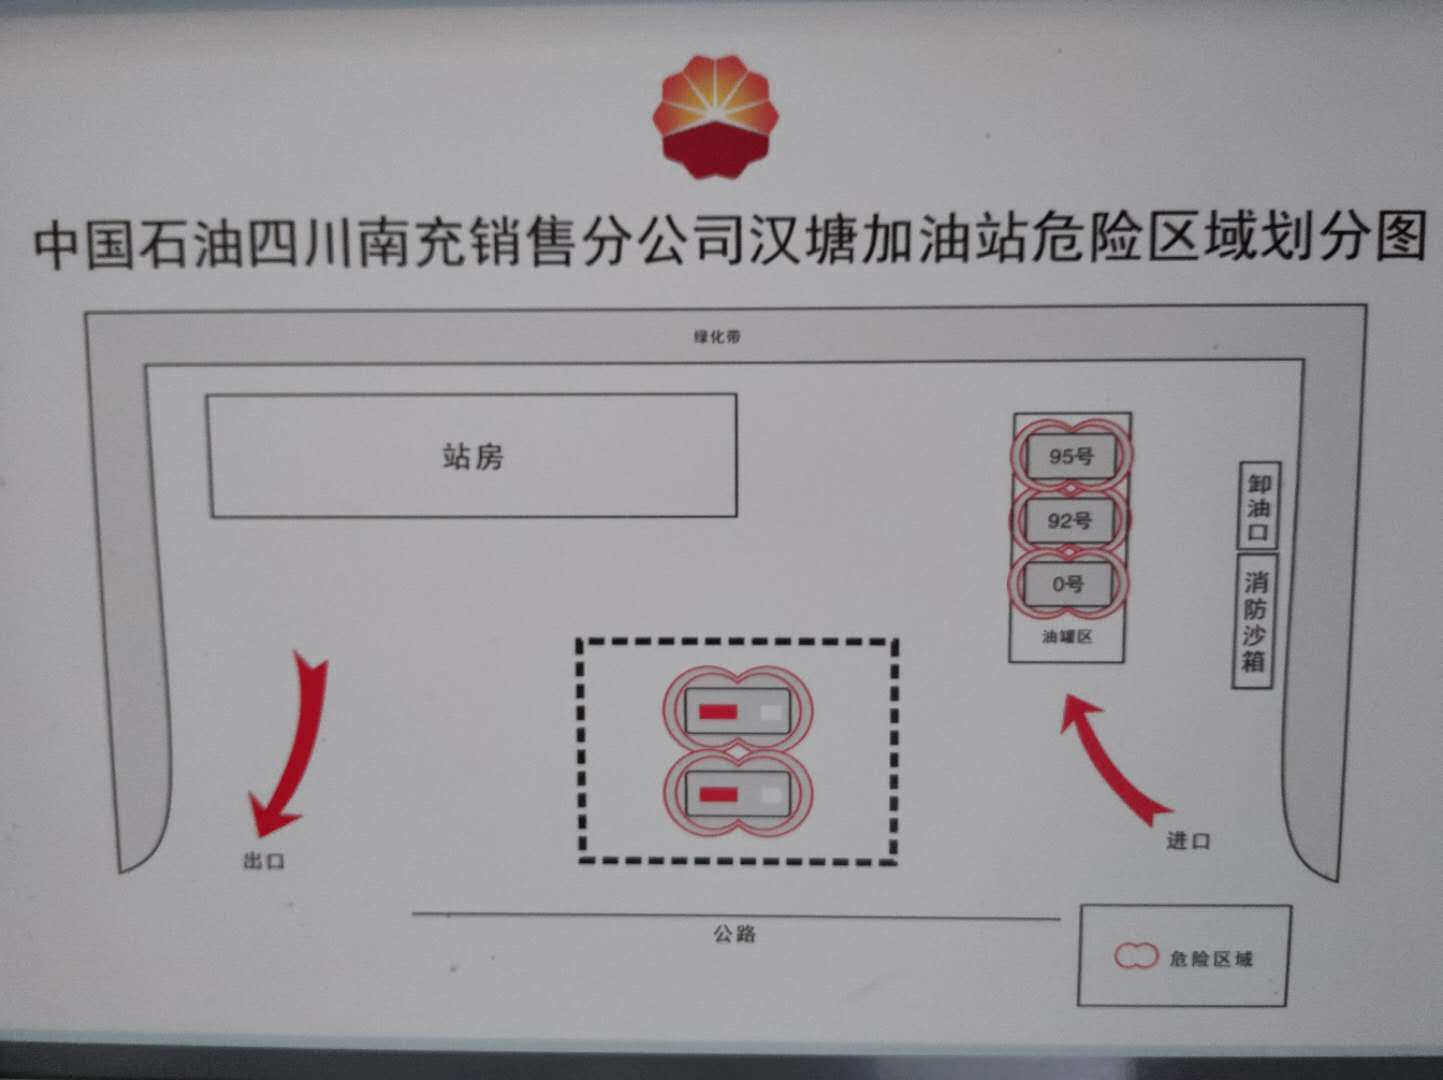 中国石油四川南充销售分公司汉塘加油站危险区域划分图
绿化带
站房
95号
92号
0号
油罐区
卸油口
消防沙箱
出口
进口
公路
危险区域